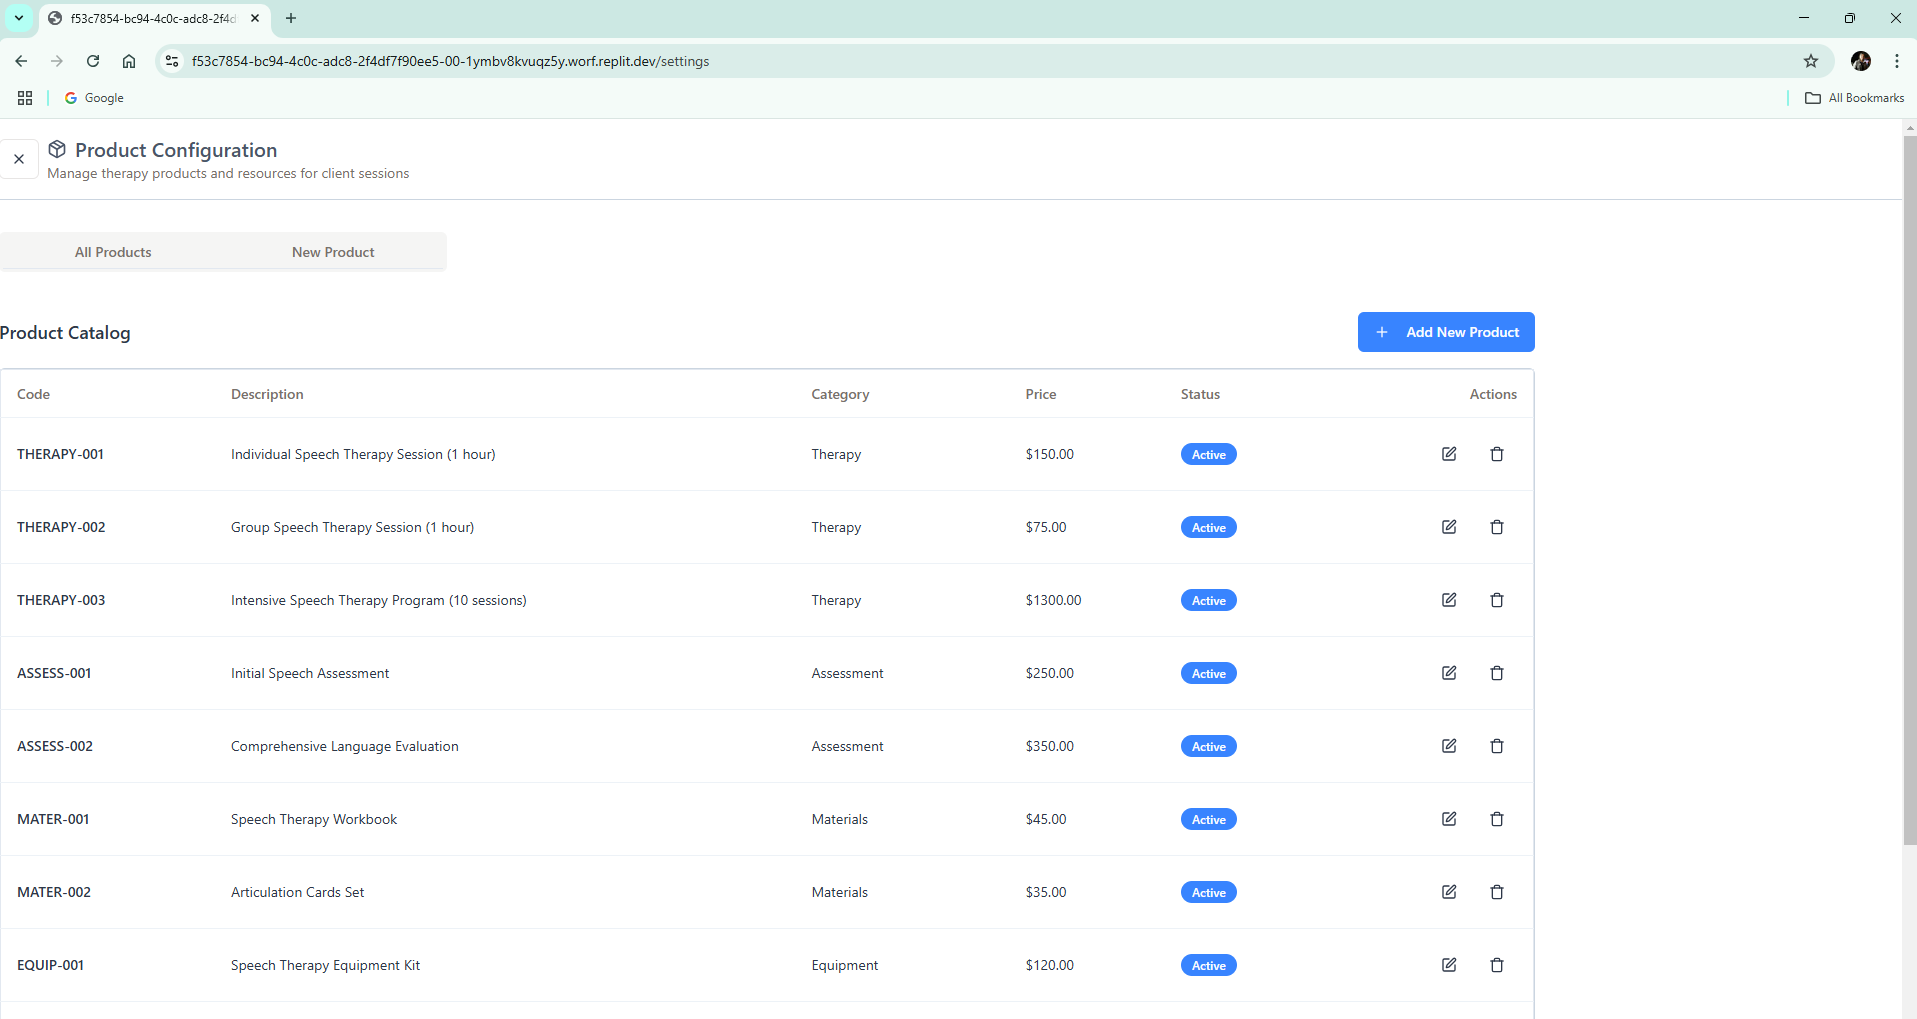 f53c7854-bc94-4c0c-adc8-2f4d
f53c7854-bc94-4c0c-adc8-2f4df7f90ee5-00-1ymbv8kvuqz5y.worf.replit.dev/settings
Google
All Bookmarks
Product Configuration
Manage therapy products and resources for client sessions
All Products New Product
Product Catalog
Add New Product
Code Description Category Price Status Actions
THERAPY-001 Individual Speech Therapy Session (1 hour) Therapy $150.00 Active
THERAPY-002 Group Speech Therapy Session (1 hour) Therapy $75.00 Active
THERAPY-003 Intensive Speech Therapy Program (10 sessions) Therapy $1300.00 Active
ASSESS-001 Initial Speech Assessment Assessment $250.00 Active
ASSESS-002 Comprehensive Language Evaluation Assessment $350.00 Active
MATER-001 Speech Therapy Workbook Materials $45.00 Active
MATER-002 Articulation Cards Set Materials $35.00 Active
EQUIP-001 Speech Therapy Equipment Kit Equipment $120.00 Active